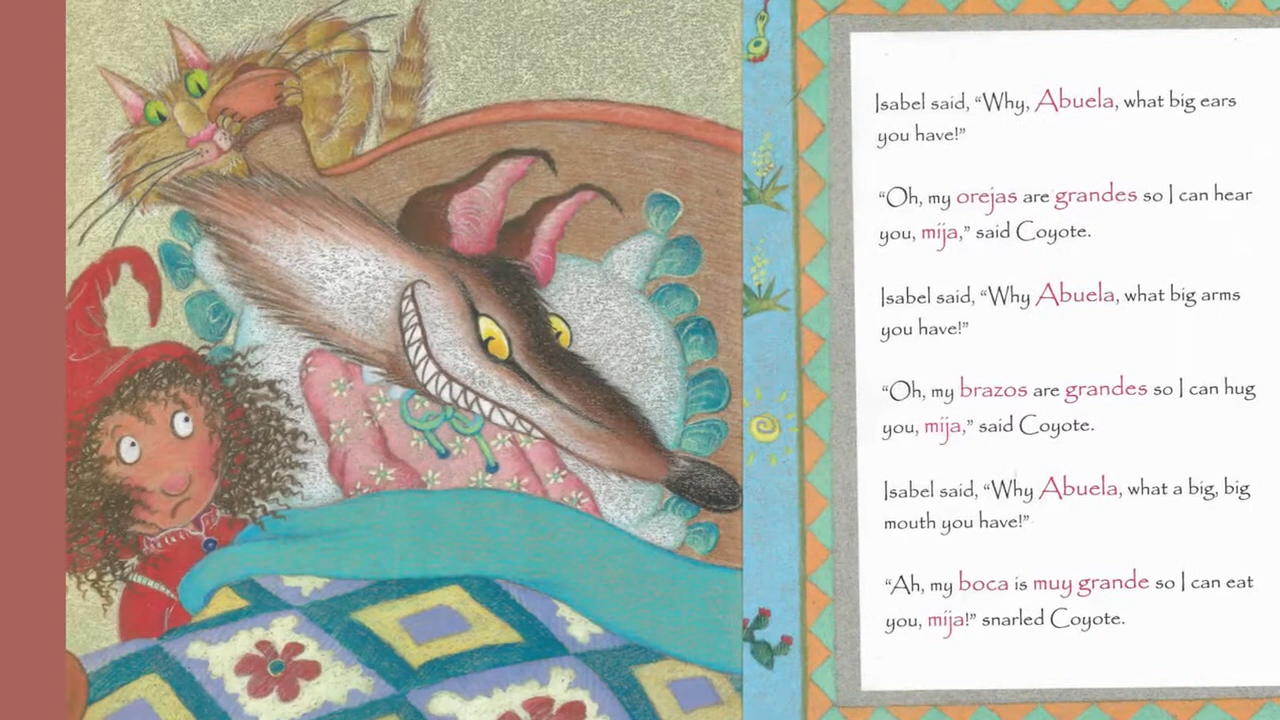 Isabel said, “Why, Abuela, what big ears
you have!”
“Oh, my orejas are grandes so I can hear
you, mija,” said Coyote.
Isabel said, “Why Abuela, what big arms
you have!”
“Oh, my brazos are grandes so I can hug
you, mija,” said Coyote.
Isabel said, “Why Abuela, what a big, big
mouth you have!”
“Ah, my boca is muy grande so I can eat
you, mija!” snarled Coyote.